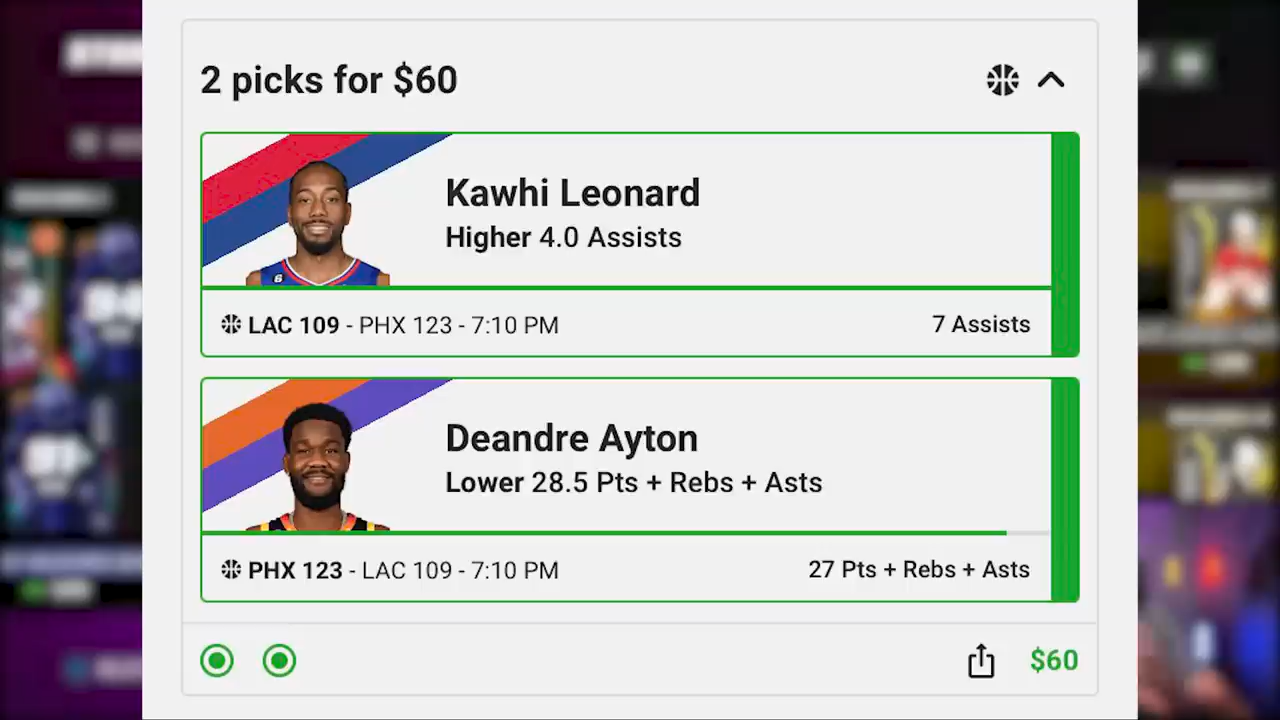 2 picks for $60
Kawhi Leonard
Higher 4.0 Assists
6
LAC 109 - PHX 123 - 7:10 PM
7 Assists
Deandre Ayton
Lower 28.5 Pts + Rebs + Asts
PHX 123 - LAC 109 - 7:10 PM
27 Pts + Rebs + Asts
$60